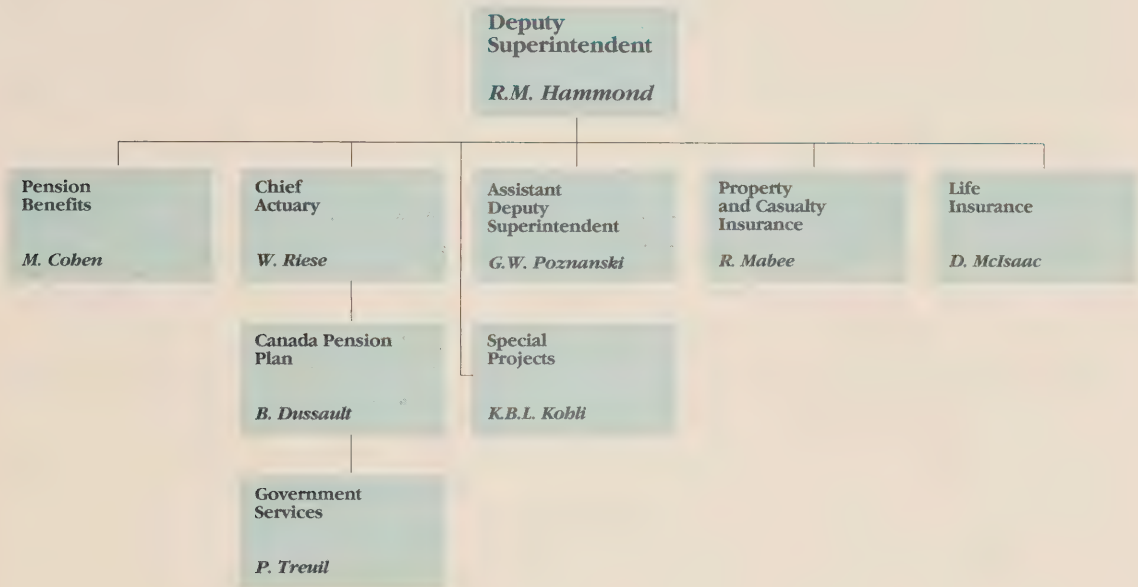 Deputy
Superintendent
R.M. Hammond
Pension
Benefits
M. Cohen
Chief
Actuary
W. Riese
Assistant
Deputy
Superintendent
G.W. Poznanski
Property
and Casualty
Insurance
R. Mabee
Life
Insurance
D. McIsaac
Canada Pension
Plan
B. Dussault
Special
Projects
K.B.L. Kohli
Government
Services
P. Treuil